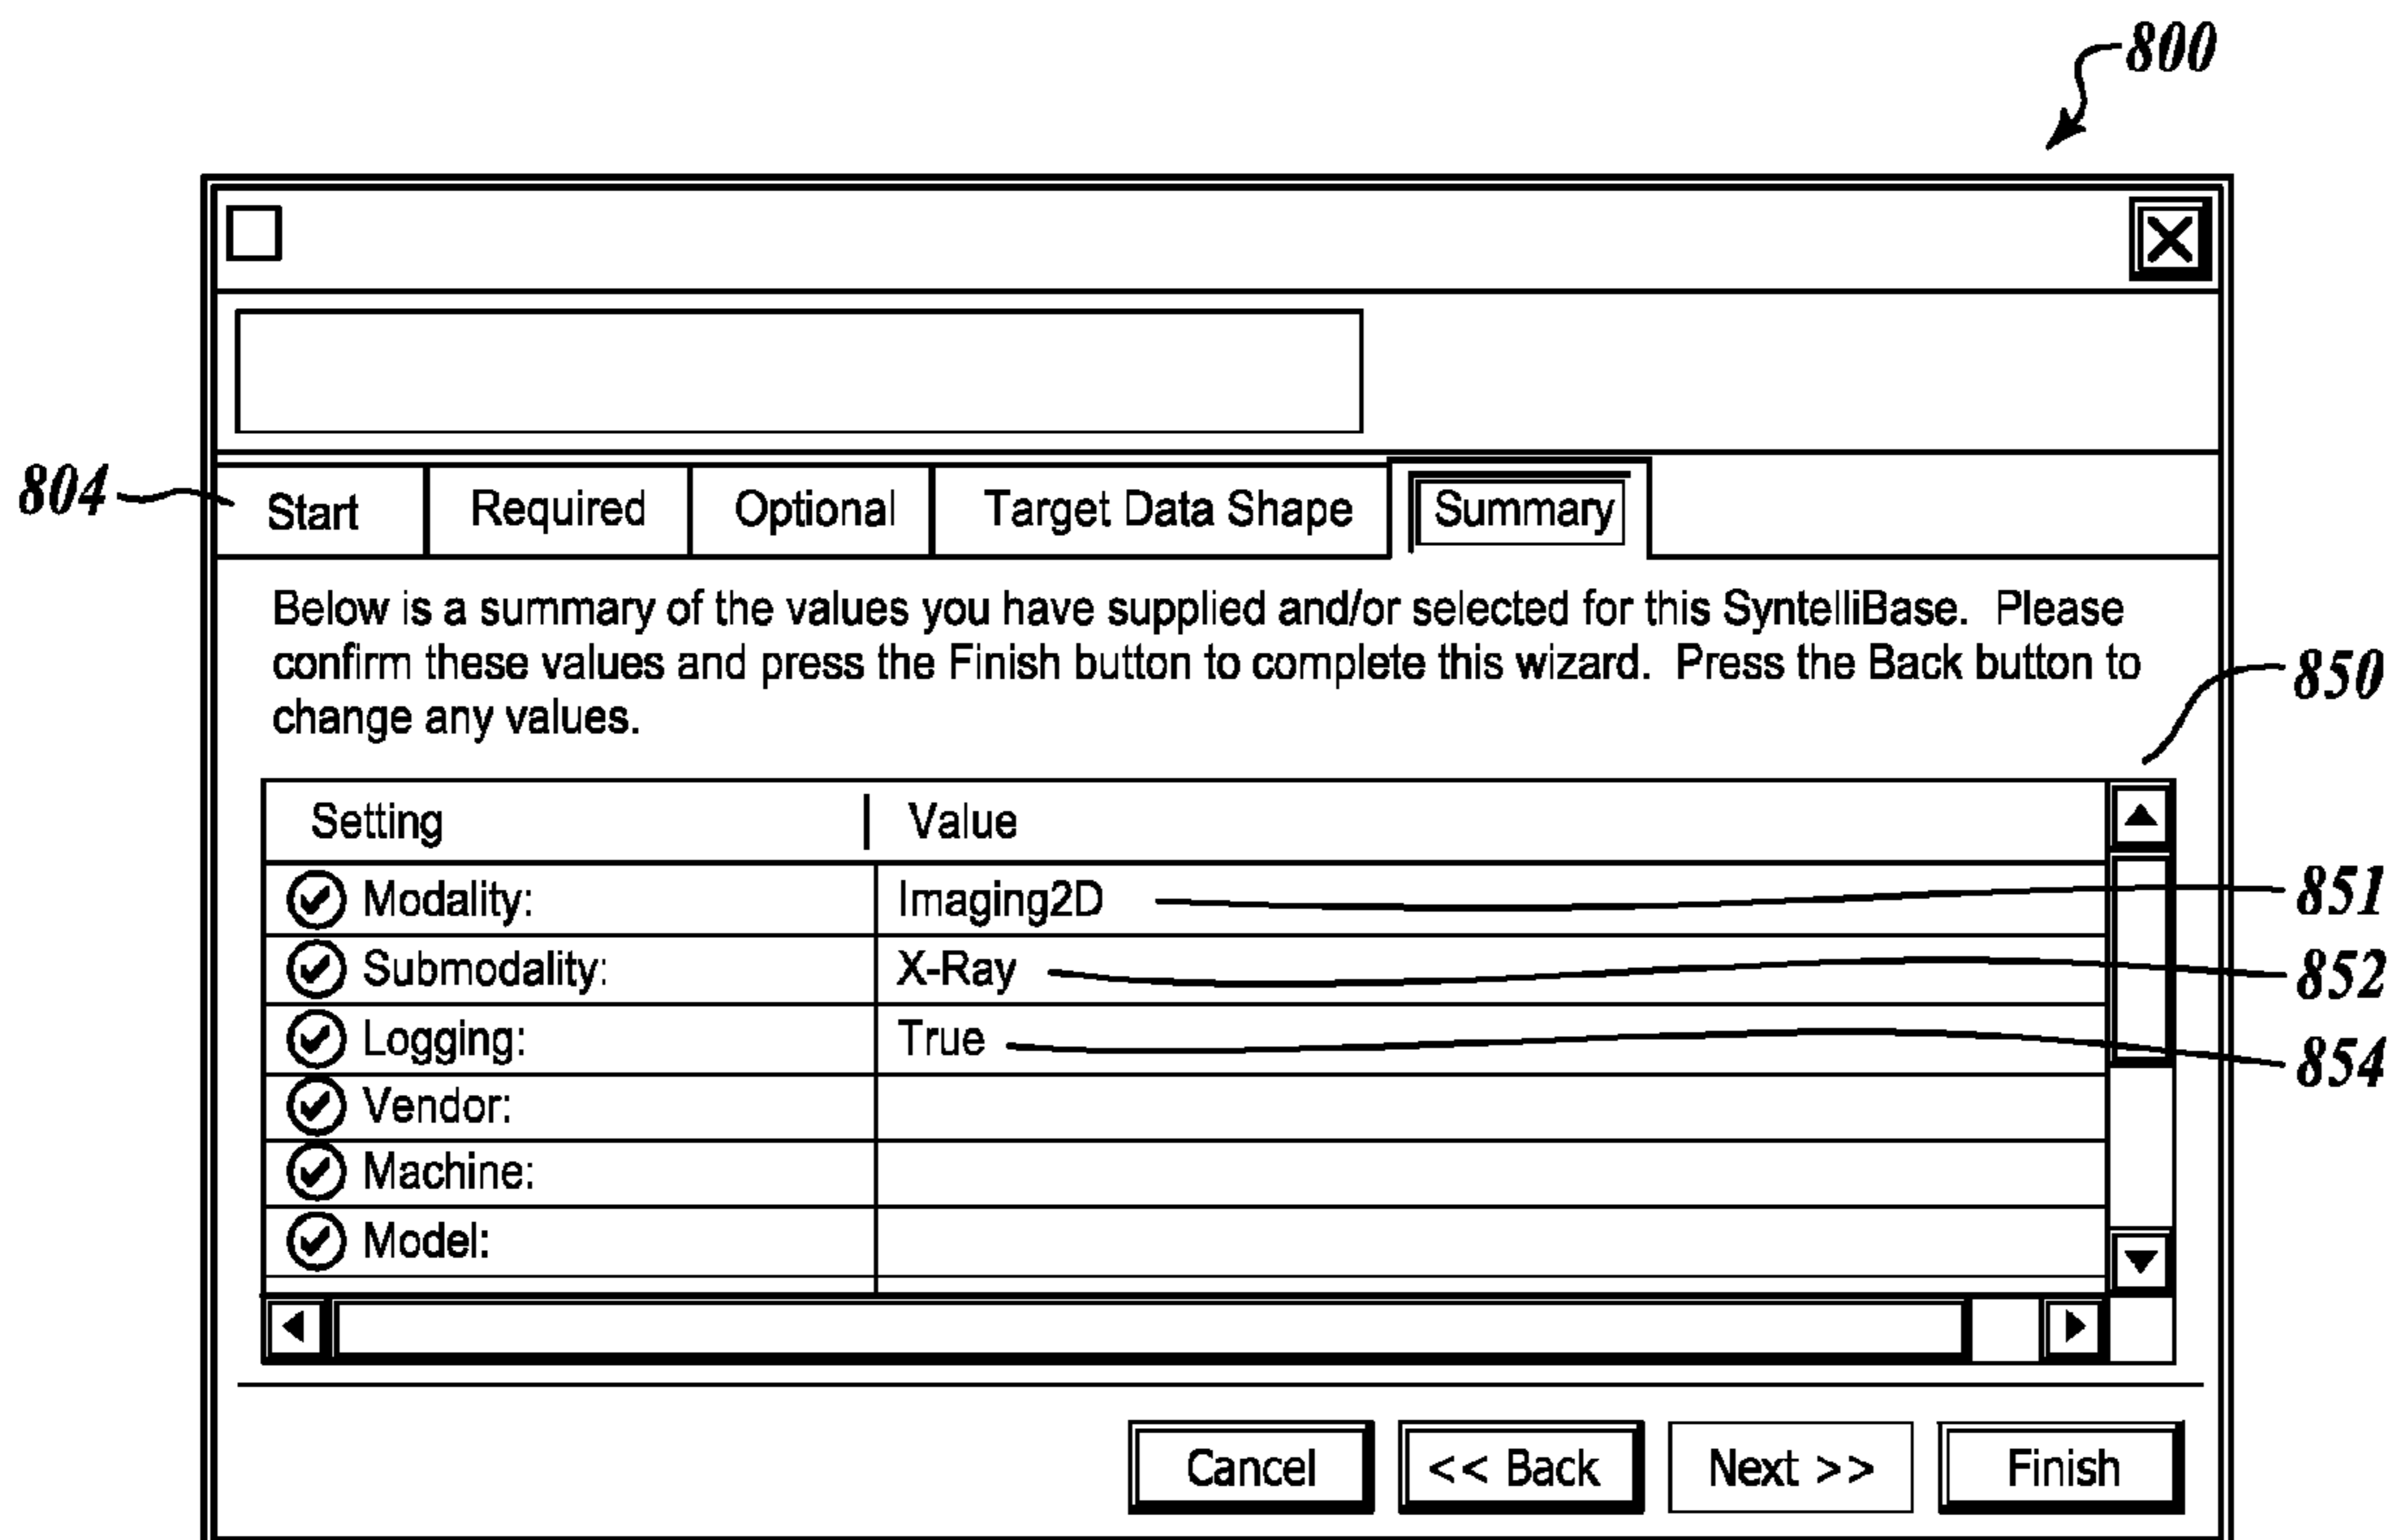 800
804
Start Required Optional Target Data Shape Summary
Below is a summary of the values you have supplied and/or selected for this SyntelliBase. Please
confirm these values and press the Finish button to complete this wizard. Press the Back button to
change any values.
850
Setting | Value
Modality: Imaging2D 851
Submodality: X-Ray 852
Logging: True 854
Vendor:
Machine:
Model:
Cancel << Back Next >> Finish